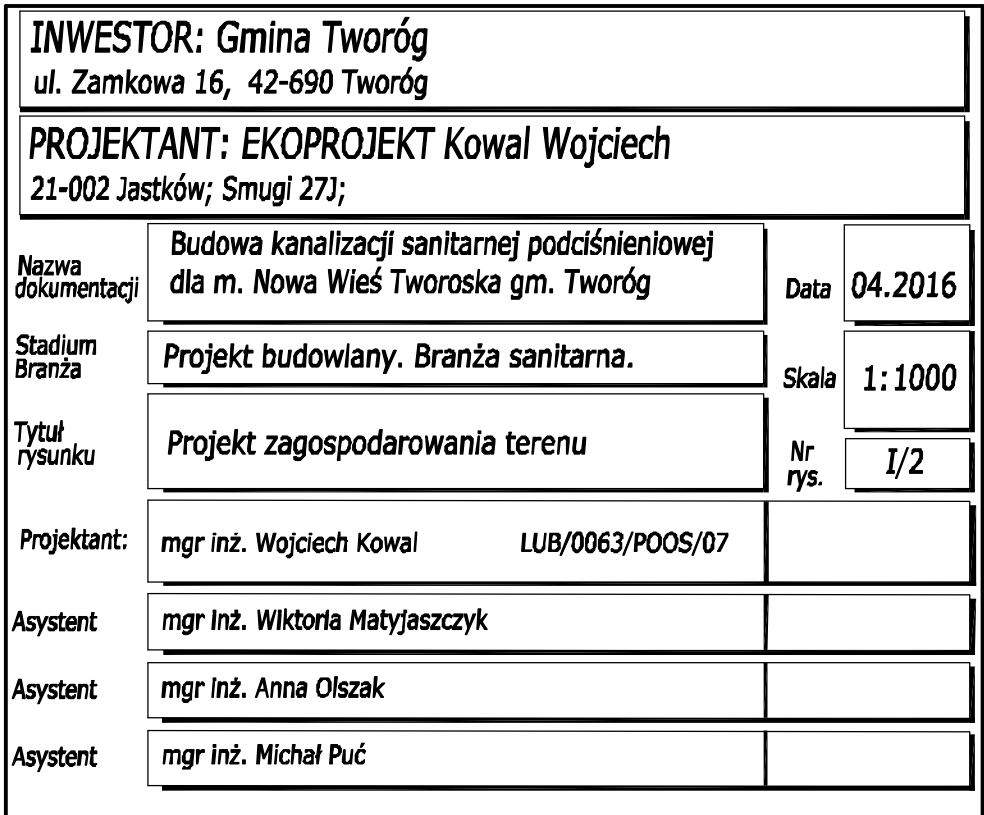 INWESTOR: Gmina Tworóg
ul. Zamkowa 16, 42-690 Tworóg
PROJEKTANT: EKOPROJEKT Kowal Wojciech
21-002 Jastków; Smugi 27J;
Nazwa
dokumentacji
Budowa kanalizacji sanitarnej podciśnieniowej
dla m. Nowa Wieś Tworoska gm. Tworóg
Data
04.2016
Stadium
Branża
Projekt budowlany. Branża sanitarna.
Skala
1:1000
Tytuł
rysunku
Projekt zagospodarowania terenu
Nr
rys.
I/2
Projektant:
mgr inż. Wojciech Kowal LUB/0063/POOS/07
Asystent
mgr inż. Wiktoria Matyjaszczyk
Asystent
mgr inż. Anna Olszak
Asystent
mgr inż. Michał Puć